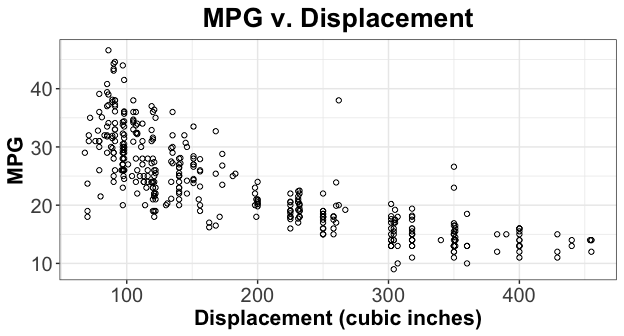 MPG v. Displacement
MPG
40
30
20
10
100 200 300 400
Displacement (cubic inches)